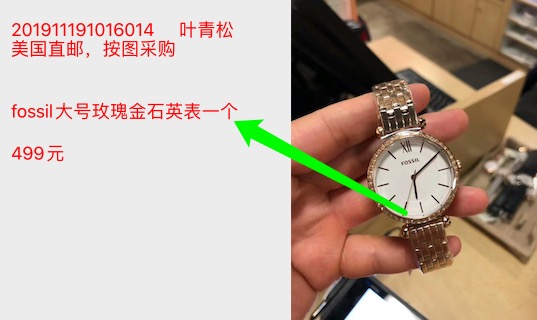 201911191016014 叶青松
美国直邮，按图采购
fossil大号玫瑰金石英表一个
499元
XII
FOSSIL